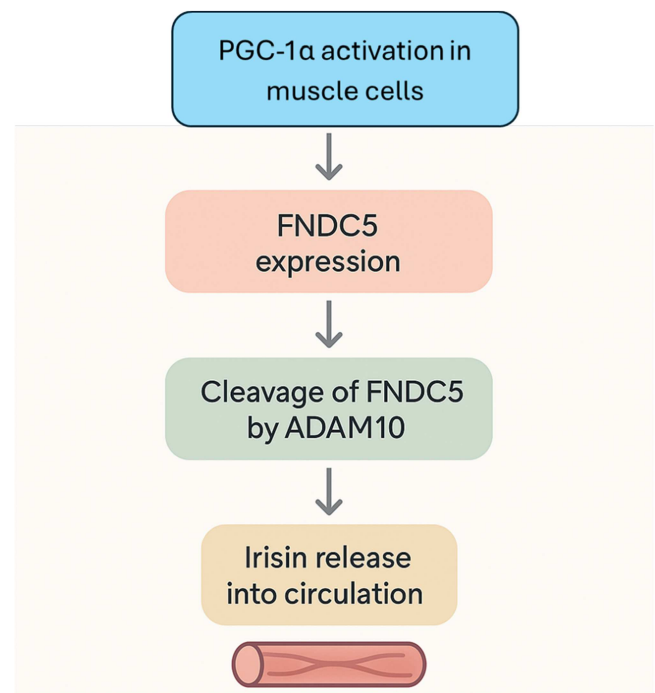 PGC-1α activation in
muscle cells
FNDC5
expression
Cleavage of FNDC5
by ADAM10
Irisin release
into circulation